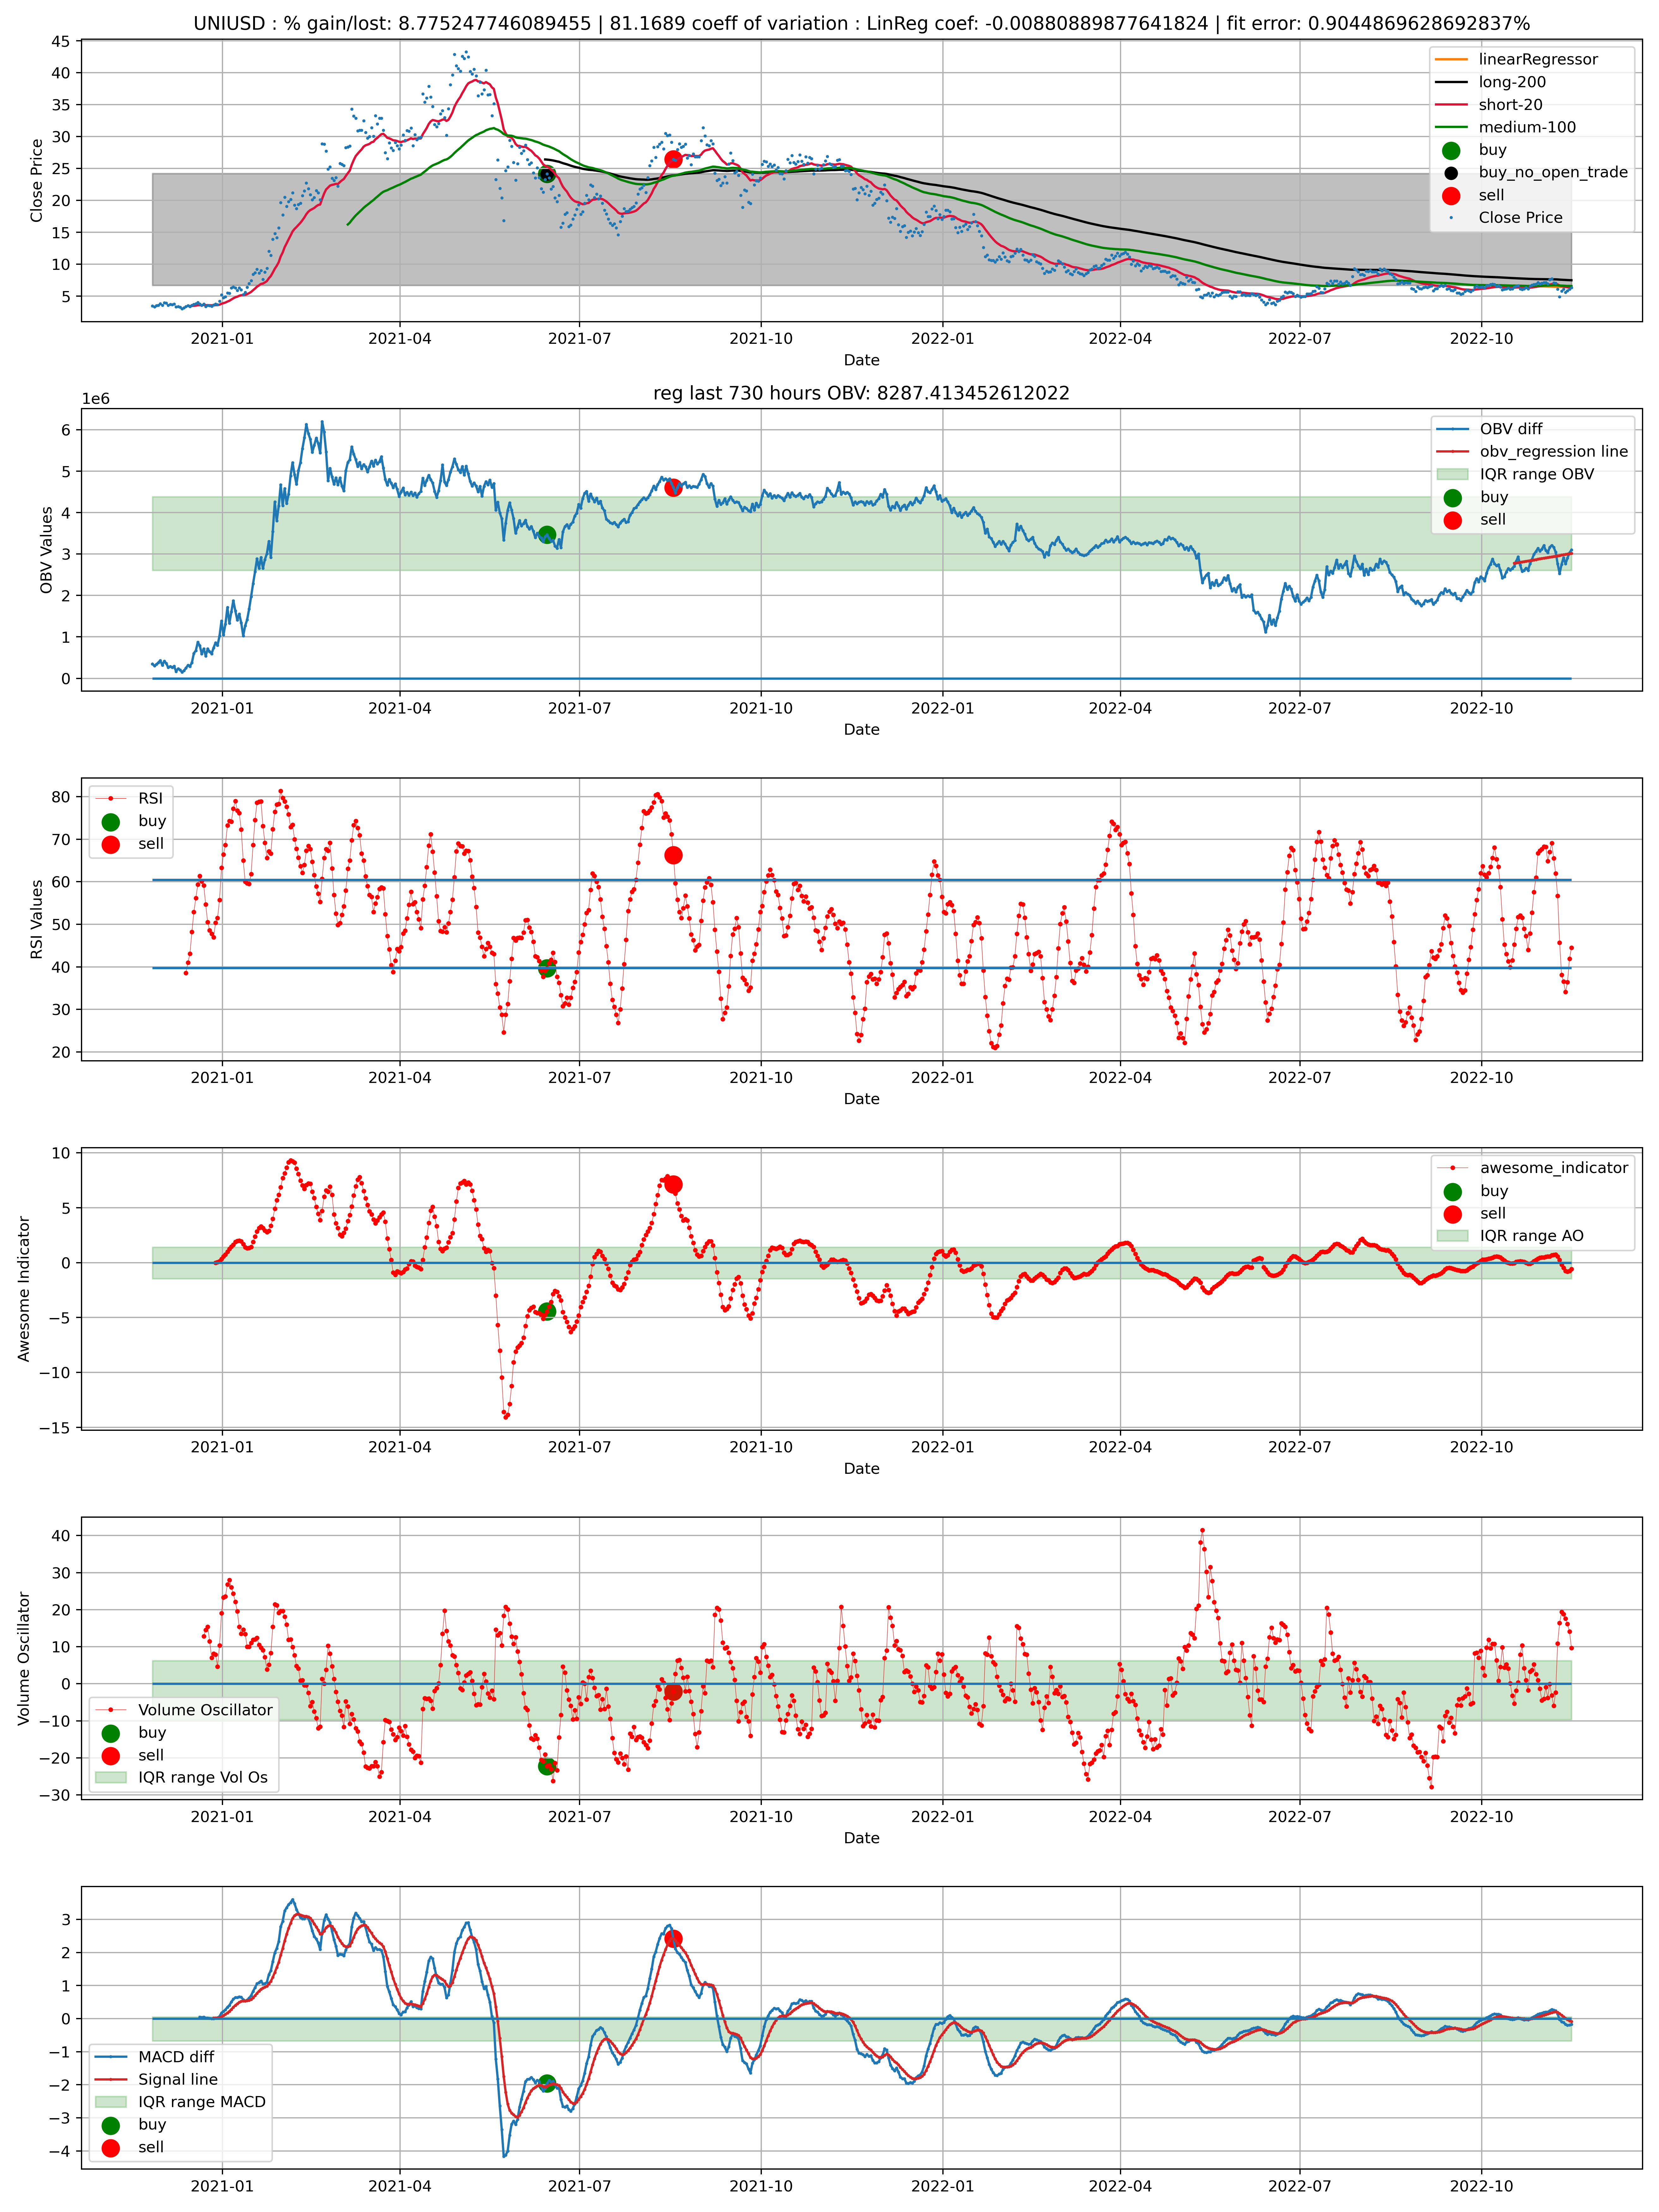 UNIUSD : % gain/lost: 8.775247746089455 | 81.1689 coeff of variation : LinReg coef: -0.00880889877641824 | fit error: 0.9044869628692837%
45
40
35
30
25
20
15
10
5
Close Price
linearRegressor
long-200
short-20
medium-100
buy
buy_no_open_trade
sell
Close Price
2021-01 2021-04 2021-07 2021-10 2022-01 2022-04 2022-07 2022-10
Date
reg last 730 hours OBV: 8287.413452612022
1e6
6
5
4
3
2
1
0
OBV Values
OBV diff
obv_regression line
IQR range OBV
buy
sell
2021-01 2021-04 2021-07 2021-10 2022-01 2022-04 2022-07 2022-10
Date
80
70
60
50
40
30
20
RSI Values
RSI
buy
sell
2021-01 2021-04 2021-07 2021-10 2022-01 2022-04 2022-07 2022-10
Date
10
5
0
−5
−10
−15
Awesome Indicator
awesome_indicator
buy
sell
IQR range AO
2021-01 2021-04 2021-07 2021-10 2022-01 2022-04 2022-07 2022-10
Date
40
30
20
10
0
−10
−20
−30
Volume Oscillator
Volume Oscillator
buy
sell
IQR range Vol Os
2021-01 2021-04 2021-07 2021-10 2022-01 2022-04 2022-07 2022-10
Date
3
2
1
0
−1
−2
−3
−4
MACD diff
Signal line
IQR range MACD
buy
sell
2021-01 2021-04 2021-07 2021-10 2022-01 2022-04 2022-07 2022-10